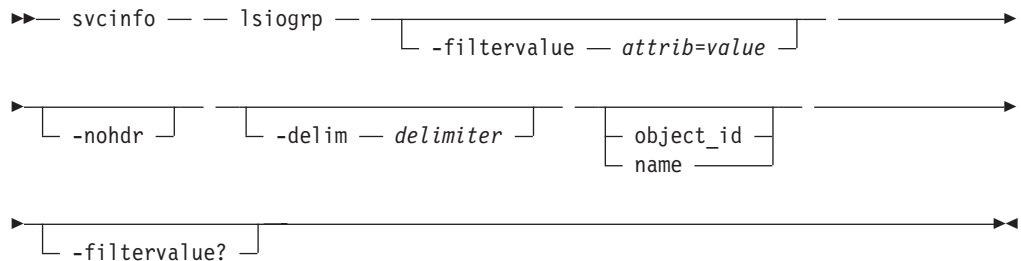 svcinfo lsiogrp
-filtervalue attrib=value
-nohdr -delim delimiter object_id
name
-filtervalue?